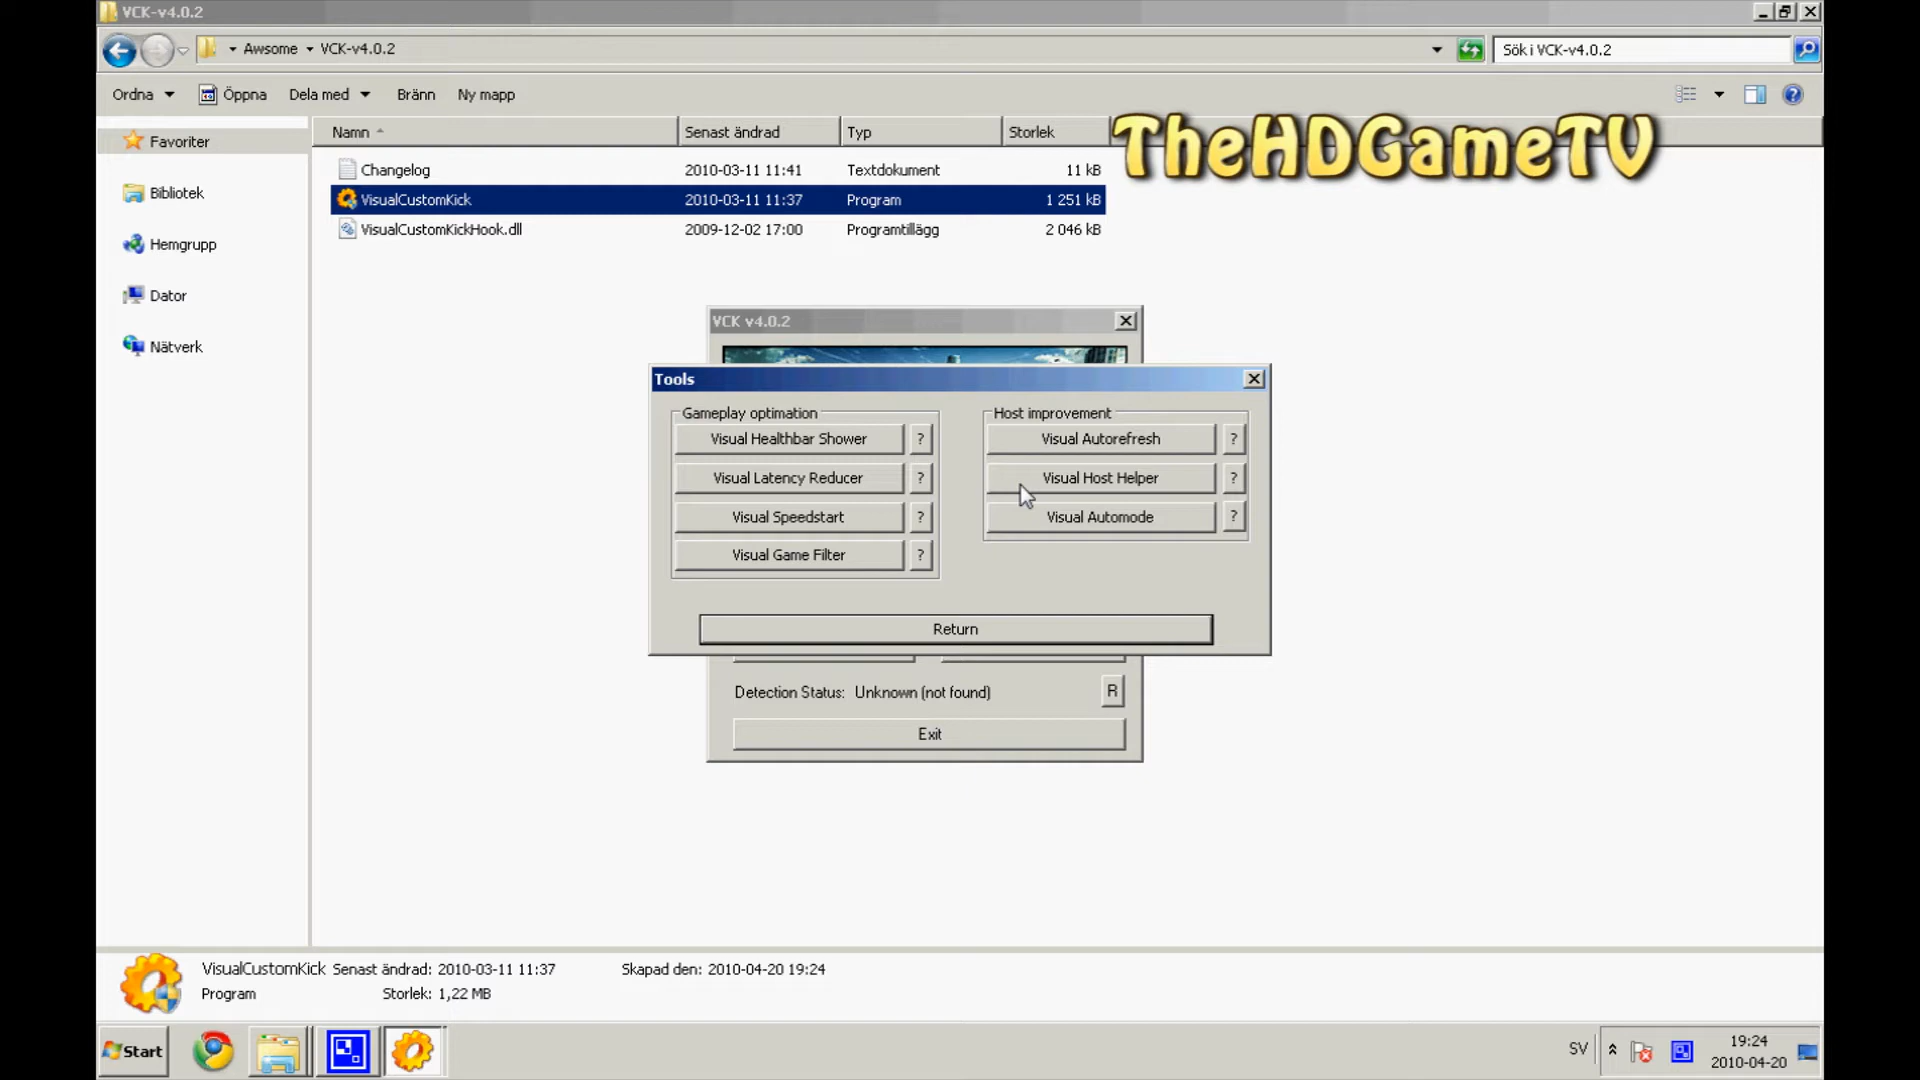 VCK-v4.0.2
Awsome VCK-v4.0.2
Sök i VCK-v4.0.2
Ordna Öppna Dela med Bränn Ny mapp
Namn Senast ändrad Typ Storlek
TheHDGameTV
Favoriter
Bibliotek
Hemgrupp
Dator
Nätverk
Changelog 2010-03-11 11:41 Textdokument 11 kB
VisualCustomKick 2010-03-11 11:37 Program 1 251 kB
VisualCustomKickHook.dll 2009-12-02 17:00 Programtillägg 2 046 kB
VCK v4.0.2
Tools
Gameplay optimation
Visual Healthbar Shower ?
Visual Latency Reducer ?
Visual Speedstart ?
Visual Game Filter ?
Host improvement
Visual Autorefresh ?
Visual Host Helper ?
Visual Automode ?
Return
Detection Status: Unknown (not found) R
Exit
VisualCustomKick Senast ändrad: 2010-03-11 11:37 Skapad den: 2010-04-20 19:24
Program Storlek: 1,22 MB
Start
SV
19:24
2010-04-20